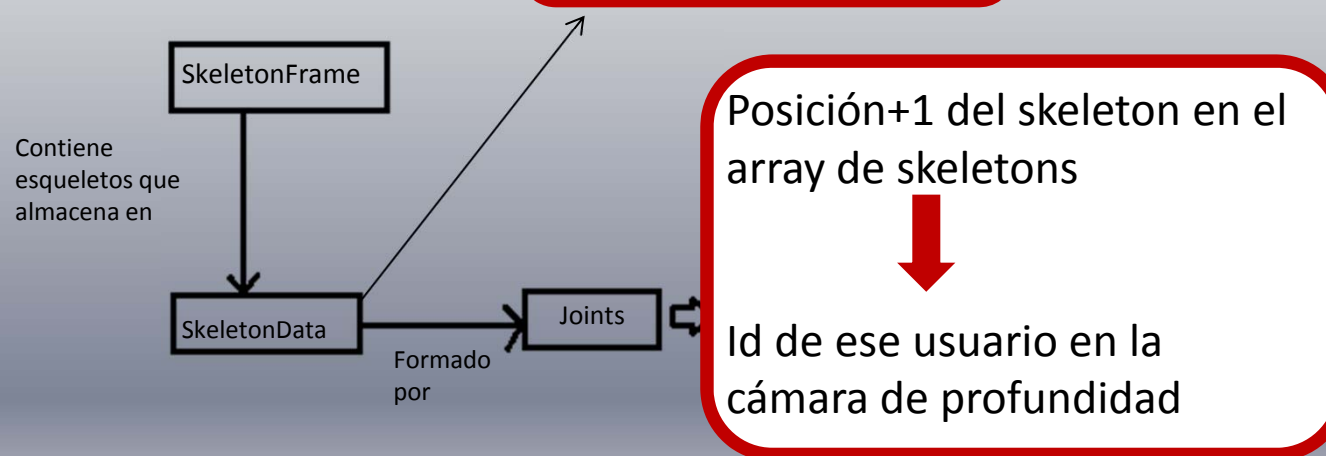 SkeletonFrame
Contiene
esqueletos que
almacena en
SkeletonData
Formado
por
Joints
Posición+1 del skeleton en el
array de skeletons
Id de ese usuario en la
cámara de profundidad